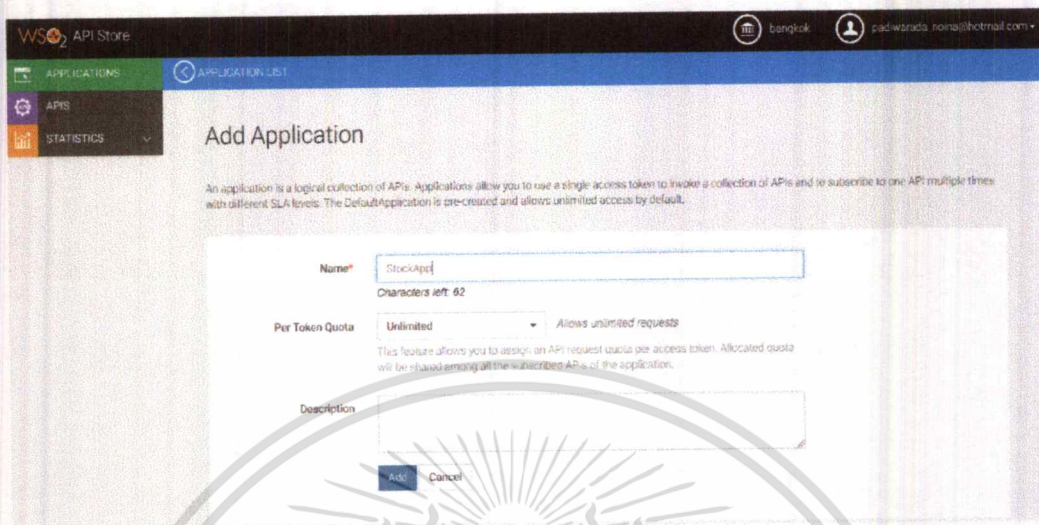 WSO2 API Store
bangkok
padiwarada.noina@hotmail.com
APPLICATIONS
APPLICATION LIST
APIS
STATISTICS
Add Application
An application is a logical collection of APIs. Applications allow you to use a single access token to invoke a collection of APIs and to subscribe to one API multiple times
with different SLA levels. The DefaultApplication is pre-created and allows unlimited access by default.
Name*
StockApp
Characters left: 62
Per Token Quota
Unlimited
Allows unlimited requests
This feature allows you to assign an API request quota per access token. Allocated quota
will be shared among all the subscribed APIs of the application.
Description
Add
Cancel